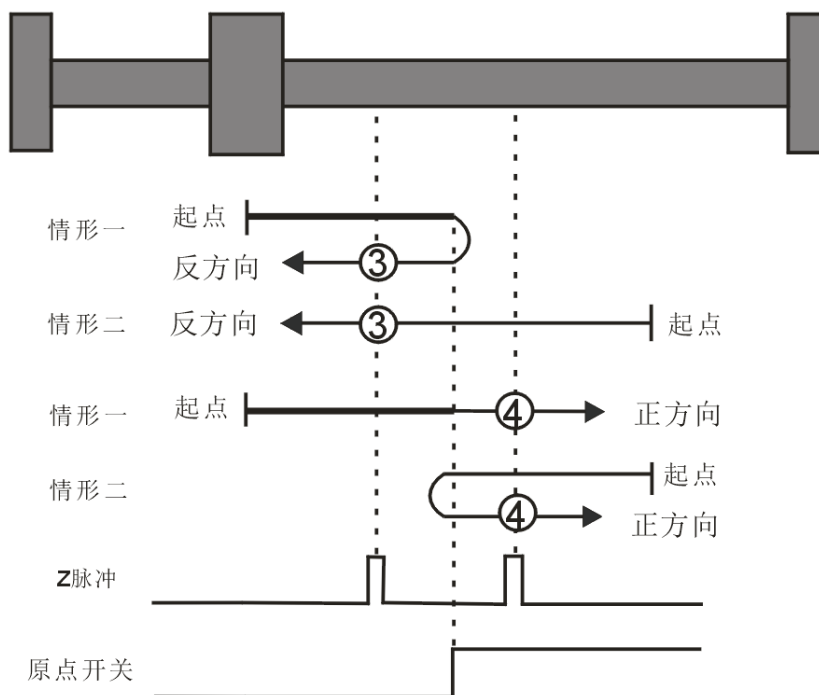 情形一 起点
反方向 ③
情形二 反方向 ③ 起点
情形一 起点 ④ 正方向
情形二 起点
④ 正方向
Z脉冲
原点开关